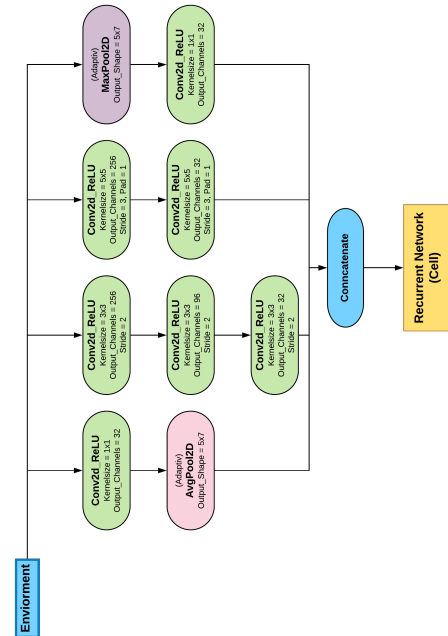 Enviorment
Conv2d_ReLU
Kernelsize = 1x1
Output_Channels = 32
(Adaptiv)
AvgPool2D
Output_Shape = 5x7
Conv2d_ReLU
Kernelsize = 3x3
Output_Channels = 256
Stride = 2
Conv2d_ReLU
Kernelsize = 3x3
Output_Channels = 96
Stride = 2
Conv2d_ReLU
Kernelsize = 3x3
Output_Channels = 32
Stride = 2
Conv2d_ReLU
Kernelsize = 5x5
Output_Channels = 256
Stride = 3, Pad = 1
Conv2d_ReLU
Kernelsize = 5x5
Output_Channels = 32
Stride = 3, Pad = 1
(Adaptiv)
MaxPool2D
Output_Shape = 5x7
Conv2d_ReLU
Kernelsize = 1x1
Output_Channels = 32
Conncatenate
Recurrent Network
(Cell)